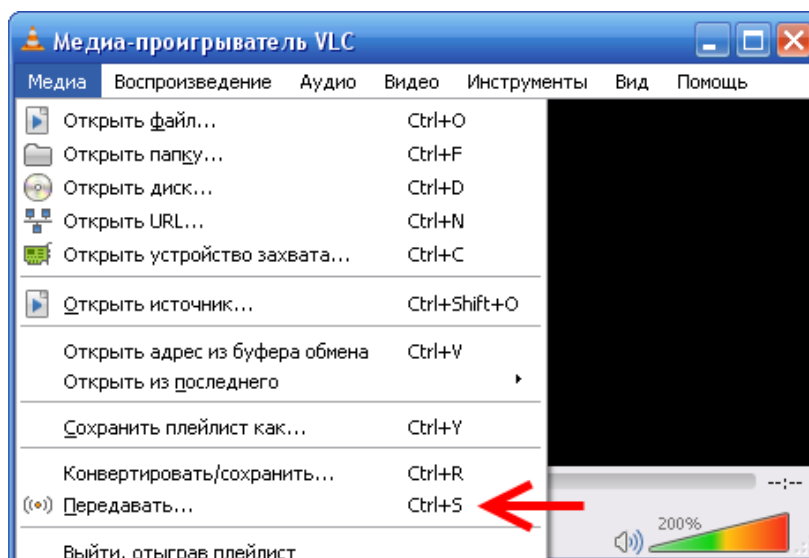 Медиа-проигрыватель VLC
Медиа Воспроизведение Аудио Видео Инструменты Вид Помощь
Открыть файл... Ctrl+O
Открыть папку... Ctrl+F
Открыть диск... Ctrl+D
Открыть URL... Ctrl+N
Открыть устройство захвата... Ctrl+C
Открыть источник... Ctrl+Shift+O
Открыть адрес из буфера обмена Ctrl+V
Открыть из последнего
Сохранить плейлист как... Ctrl+Y
Конвертировать/сохранить... Ctrl+R
--:--
Передавать... Ctrl+S
200%
Выйти, отыграв плейлист